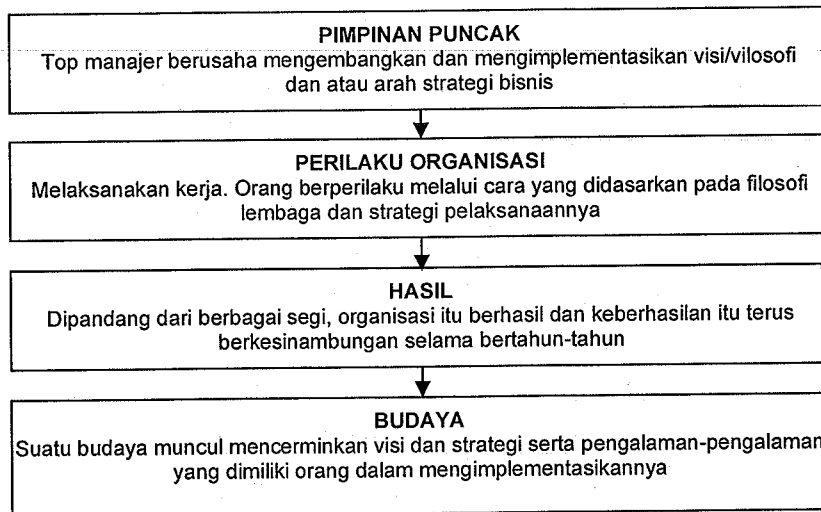 PIMPINAN PUNCAK
Top manajer berusaha mengembangkan dan mengimplementasikan visi/vilosofi
dan atau arah strategi bisnis
PERILAKU ORGANISASI
Melaksanakan kerja. Orang berperilaku melalui cara yang didasarkan pada filosofi
lembaga dan strategi pelaksanaannya
HASIL
Dipandang dari berbagai segi, organisasi itu berhasil dan keberhasilan itu terus
berkesinambungan selama bertahun-tahun
BUDAYA
Suatu budaya muncul mencerminkan visi dan strategi serta pengalaman-pengalaman
yang dimiliki orang dalam mengimplementasikannya